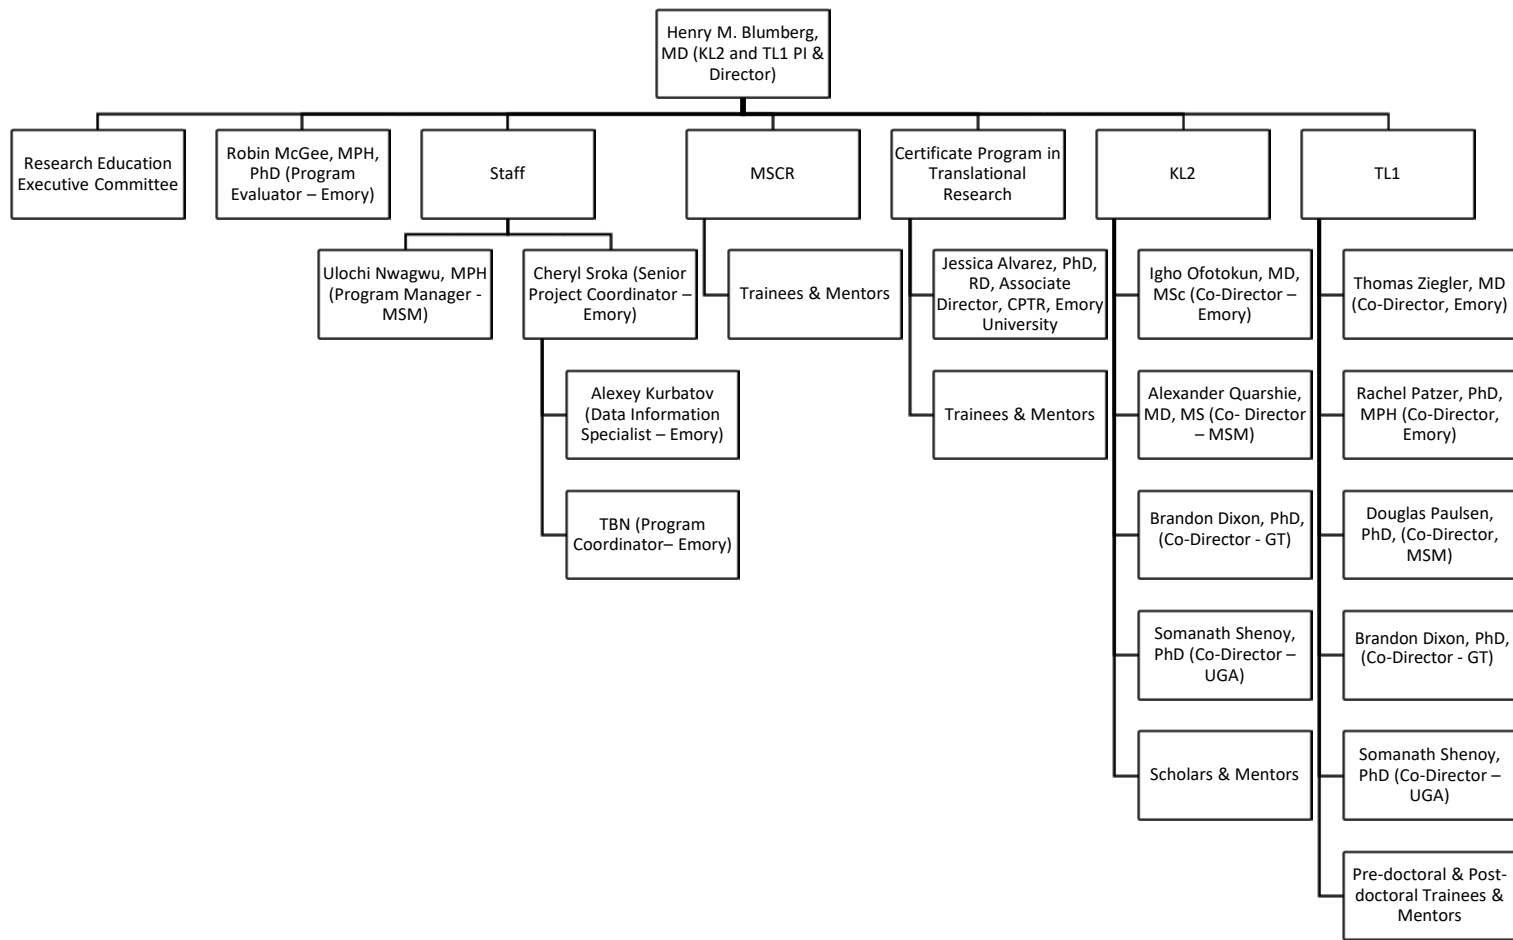 Henry M. Blumberg,
MD (KL2 and TL1 PI &
Director)
Research Education
Executive Committee
Robin McGee, MPH,
PhD (Program
Evaluator – Emory)
Staff
MSCR
Certificate Program in
Translational
Research
KL2
TL1
Ulochi Nwagwu, MPH
(Program Manager -
MSM)
Cheryl Sroka (Senior
Project Coordinator –
Emory)
Alexey Kurbatov
(Data Information
Specialist – Emory)
TBN (Program
Coordinator– Emory)
Trainees & Mentors
Jessica Alvarez, PhD,
RD, Associate
Director, CPTR, Emory
University
Trainees & Mentors
Igho Ofotokun, MD,
MSc (Co-Director –
Emory)
Alexander Quarshie,
MD, MS (Co- Director
– MSM)
Brandon Dixon, PhD,
(Co-Director - GT)
Somanath Shenoy,
PhD (Co-Director –
UGA)
Scholars & Mentors
Thomas Ziegler, MD
(Co-Director, Emory)
Rachel Patzer, PhD,
MPH (Co-Director,
Emory)
Douglas Paulsen,
PhD, (Co-Director,
MSM)
Brandon Dixon, PhD,
(Co-Director - GT)
Somanath Shenoy,
PhD (Co-Director –
UGA)
Pre-doctoral & Post-
doctoral Trainees &
Mentors